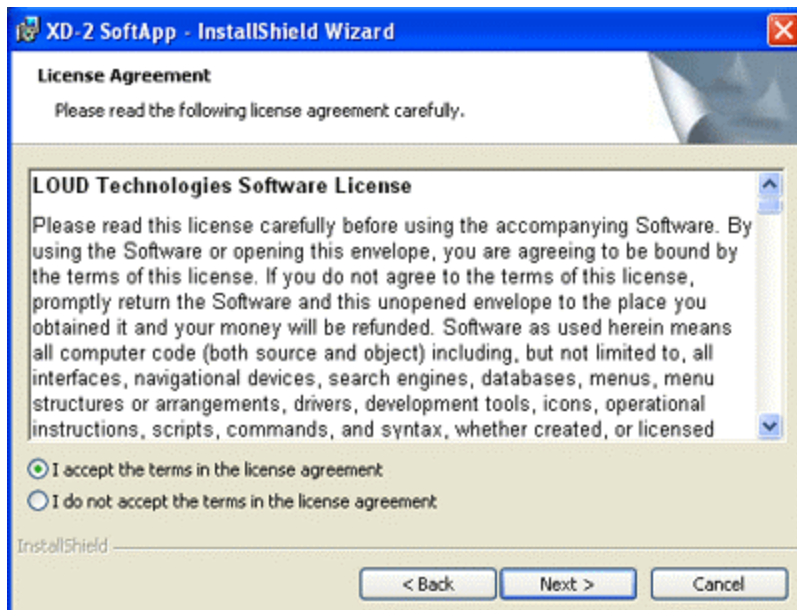 XD-2 SoftApp - InstallShield Wizard
License Agreement
Please read the following license agreement carefully.
LOUD Technologies Software License
Please read this license carefully before using the accompanying Software. By
using the Software or opening this envelope, you are agreeing to be bound by
the terms of this license. If you do not agree to the terms of this license,
promptly return the Software and this unopened envelope to the place you
obtained it and your money will be refunded. Software as used herein means
all computer code (both source and object) including, but not limited to, all
interfaces, navigational devices, search engines, databases, menus, menu
structures or arrangements, drivers, development tools, icons, operational
instructions, scripts, commands, and syntax, whether created, or licensed
I accept the terms in the license agreement
I do not accept the terms in the license agreement
InstallShield
< Back Next > Cancel